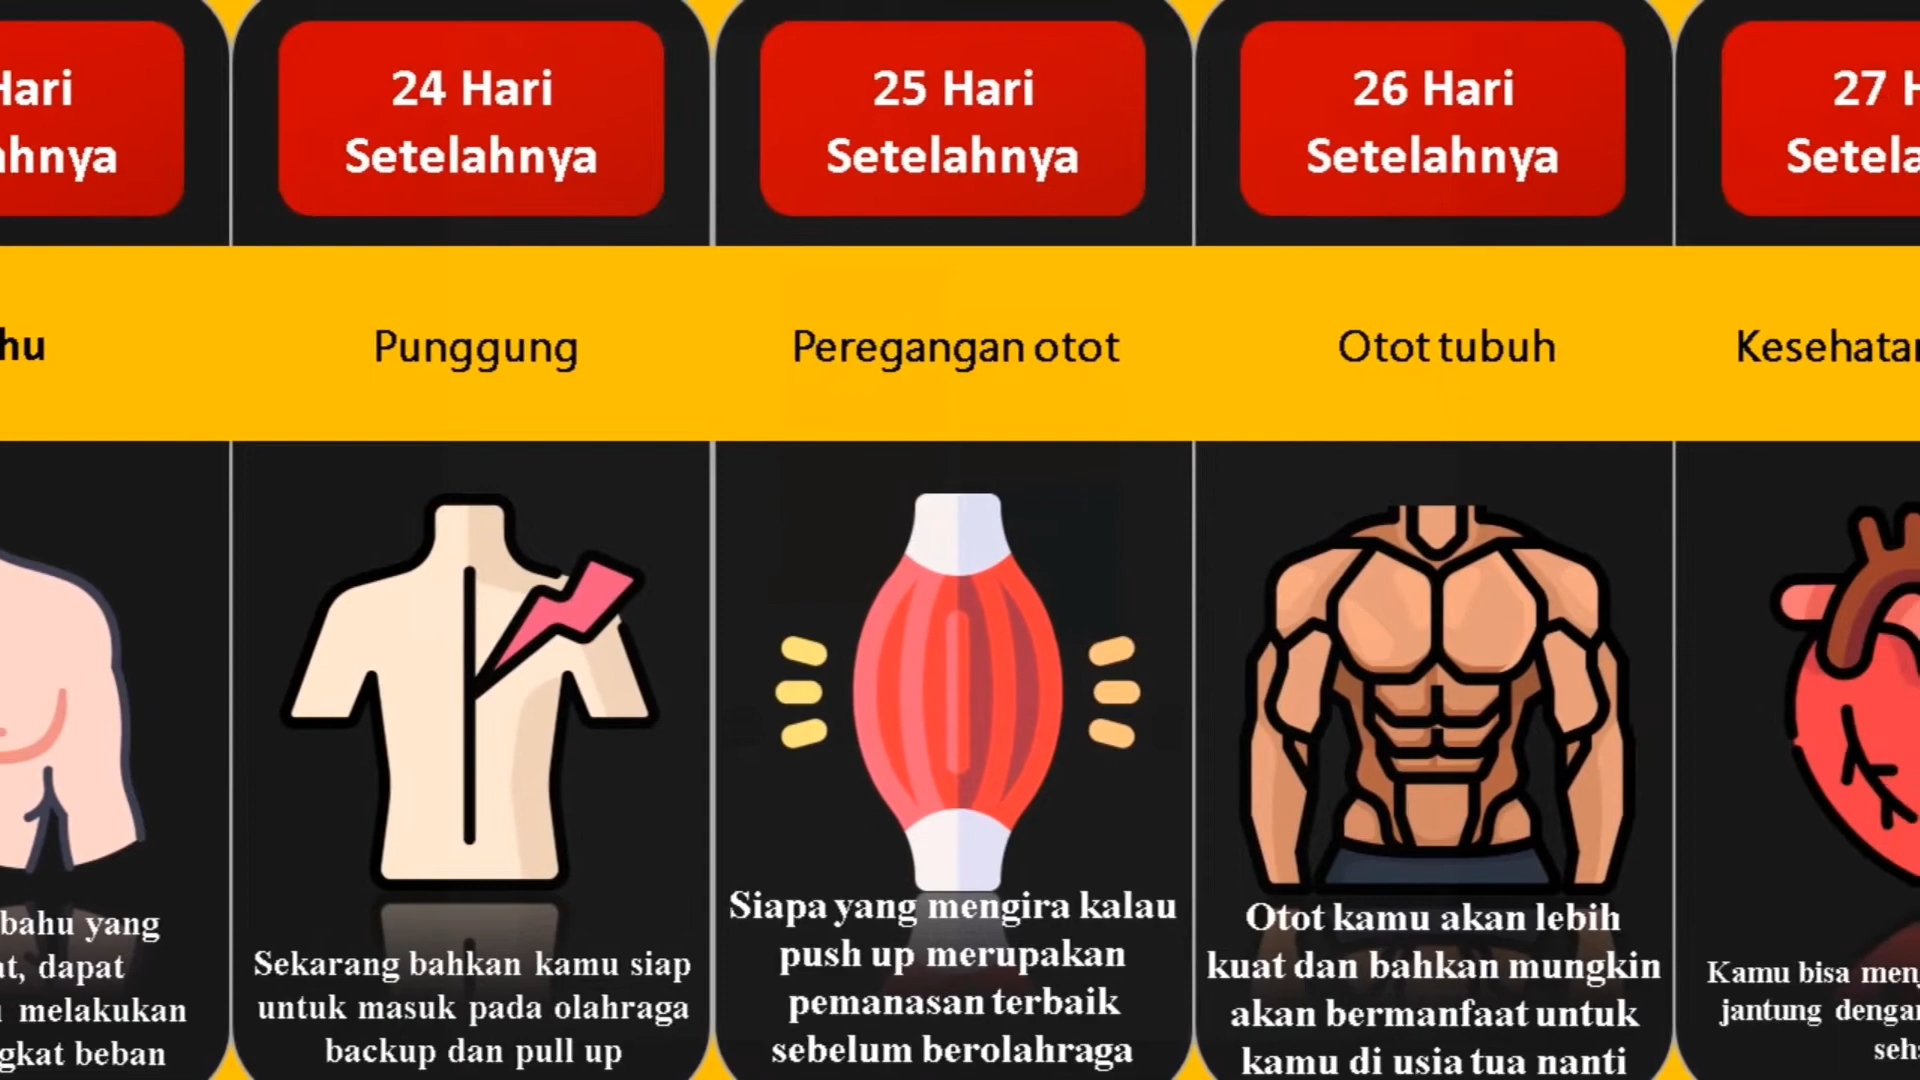 Hari
24 Hari
Setelahnya
Punggung
Sekarang bahkan kamu siap
untuk masuk pada olahraga
backup dan pull up
25 Hari
Setelahnya
Peregangan otot
Siapa yang mengira kalau
push up merupakan
pemanasan terbaik
sebelum berolahraga
26 Hari
Setelahnya
Otot tubuh
Otot kamu akan lebih
kuat dan bahkan mungkin
akan bermanfaat untuk
kamu di usia tua nanti
27
bahu yang
dapat
melakukan
beban
Kamu bisa
jantung